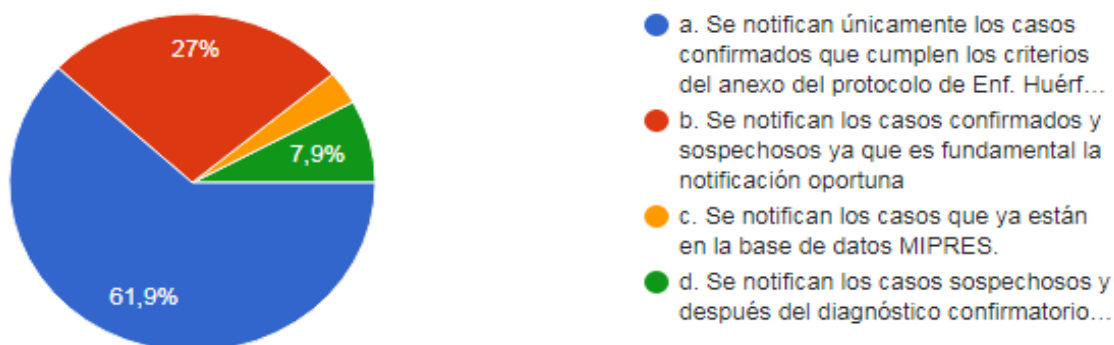 27%
7,9%
61,9%
a. Se notifican únicamente los casos
confirmados que cumplen los criterios
del anexo del protocolo de Enf. Huérf…
b. Se notifican los casos confirmados y
sospechosos ya que es fundamental la
notificación oportuna
c. Se notifican los casos que ya están
en la base de datos MIPRES.
d. Se notifican los casos sospechosos y
después del diagnóstico confirmatorio…